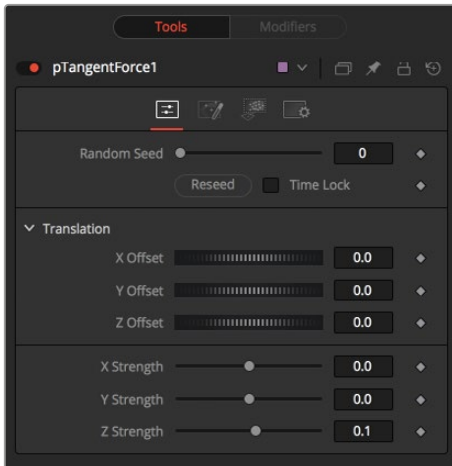 Tools Modifiers
pTangentForce1
Random Seed 0
Reseed Time Lock
Translation
X Offset 0.0
Y Offset 0.0
Z Offset 0.0
X Strength 0.0
Y Strength 0.0
Z Strength 0.1